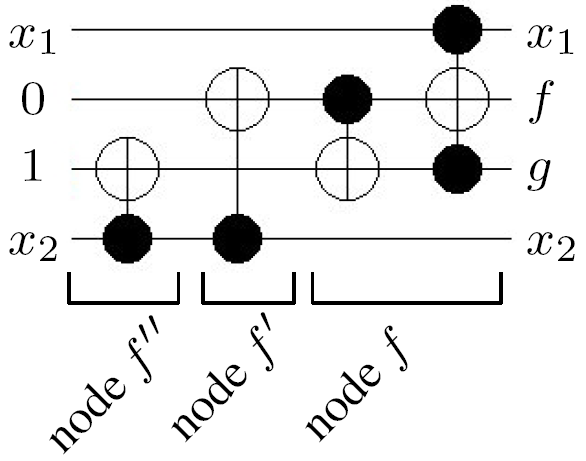 x₁ x₁
0 f
1 g
x₂ x₂
node f″ node f′ node f